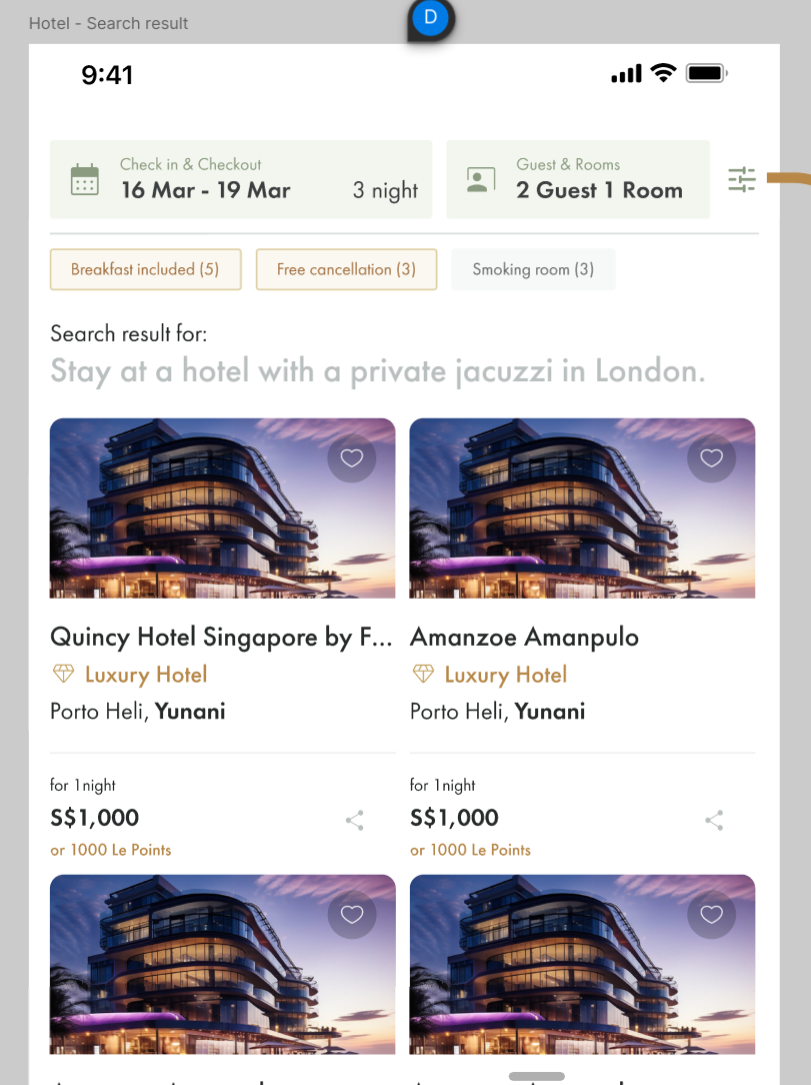 Hotel - Search result
D
9:41
Check in & Checkout
16 Mar - 19 Mar
3 night
Guest & Rooms
2 Guest 1 Room
Breakfast included (5)
Free cancellation (3)
Smoking room (3)
Search result for:
Stay at a hotel with a private jacuzzi in London.
Quincy Hotel Singapore by F...
Luxury Hotel
Porto Heli, Yunani
for 1night
S$1,000
or 1000 Le Points
Amanzoe Amanpulo
Luxury Hotel
Porto Heli, Yunani
for 1night
S$1,000
or 1000 Le Points